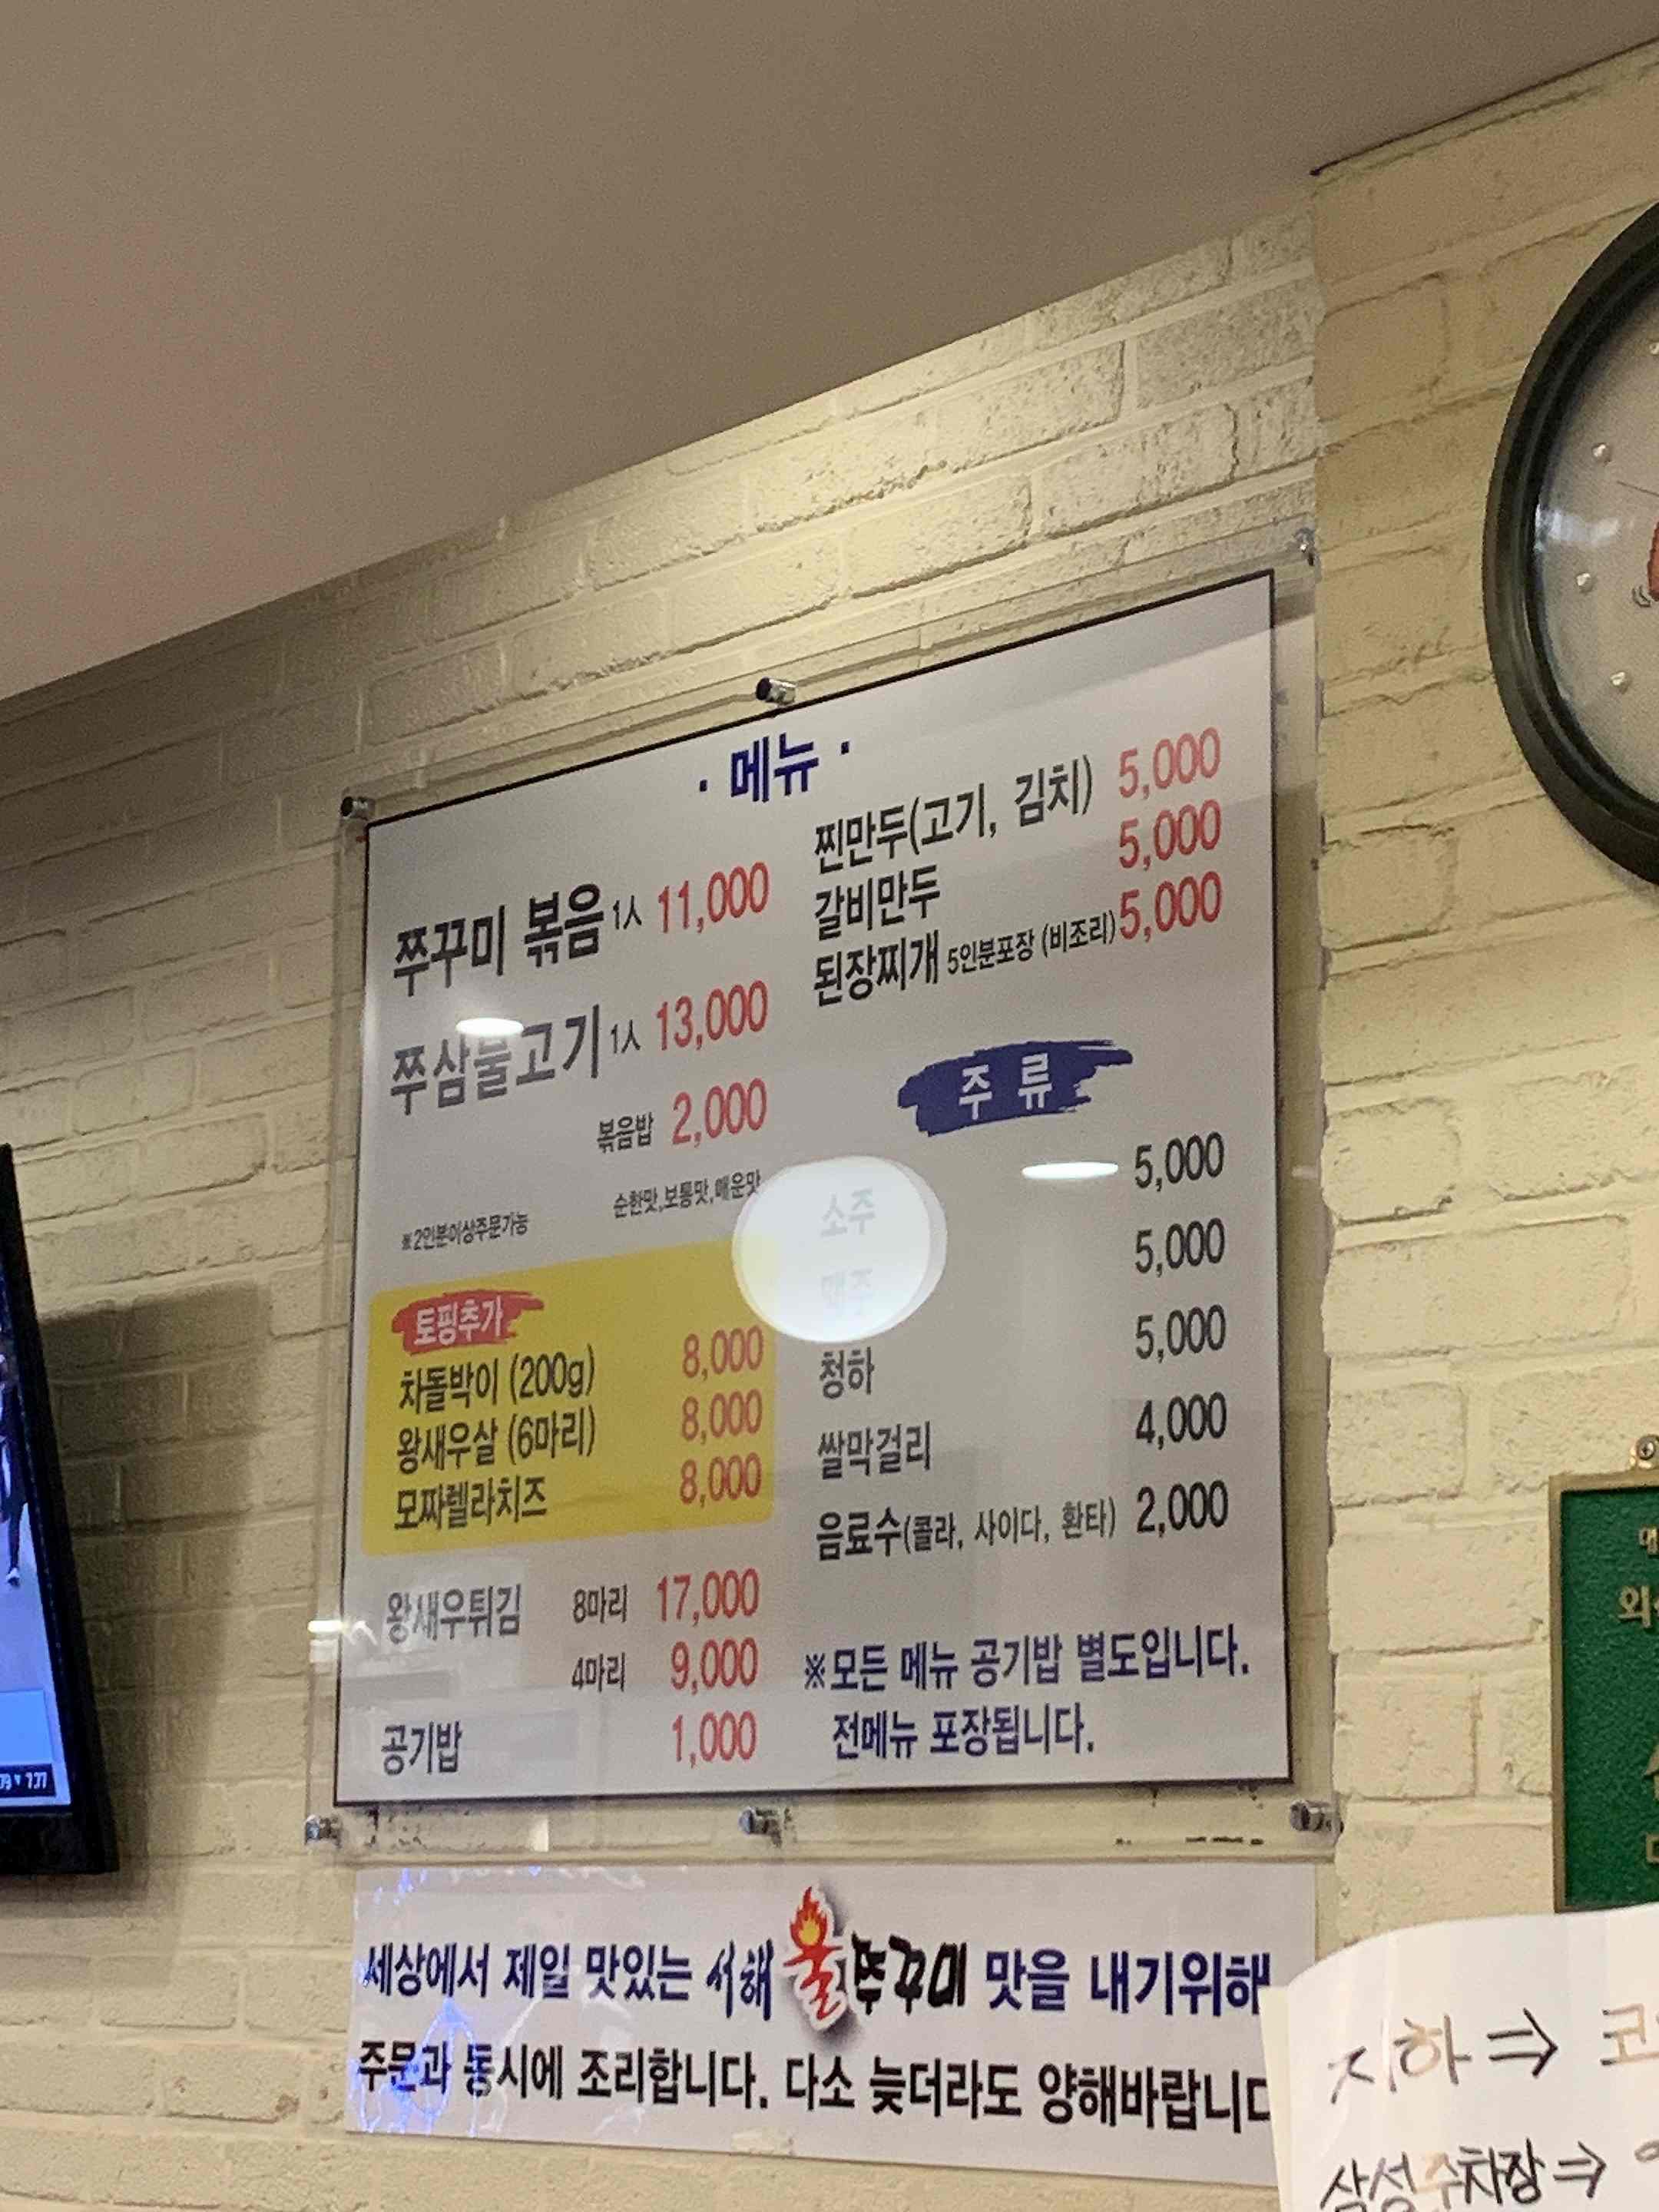 · 메뉴 ·
쭈꾸미 볶음 1人 11,000
쭈삼불고기 1人 13,000
볶음밥 2,000
순한맛,보통맛,매운맛
※2인분이상주문가능
토핑추가
차돌박이 (200g) 8,000
왕새우살 (6마리) 8,000
모짜렐라치즈 8,000
왕새우튀김 8마리 17,000
4마리 9,000
공기밥 1,000
찐만두(고기, 김치) 5,000
갈비만두 5,000
된장찌개 5인분포장 (비조리) 5,000
주 류
소주 5,000
맥주 5,000
청하 5,000
쌀막걸리 4,000
음료수(콜라, 사이다, 환타) 2,000
※모든 메뉴 공기밥 별도입니다.
전메뉴 포장됩니다.
세상에서 제일 맛있는 서해 불쭈꾸미 맛을 내기위해
주문과 동시에 조리합니다. 다소 늦더라도 양해바랍니다
지하 ⇒ 코
삼성주차장 ⇒